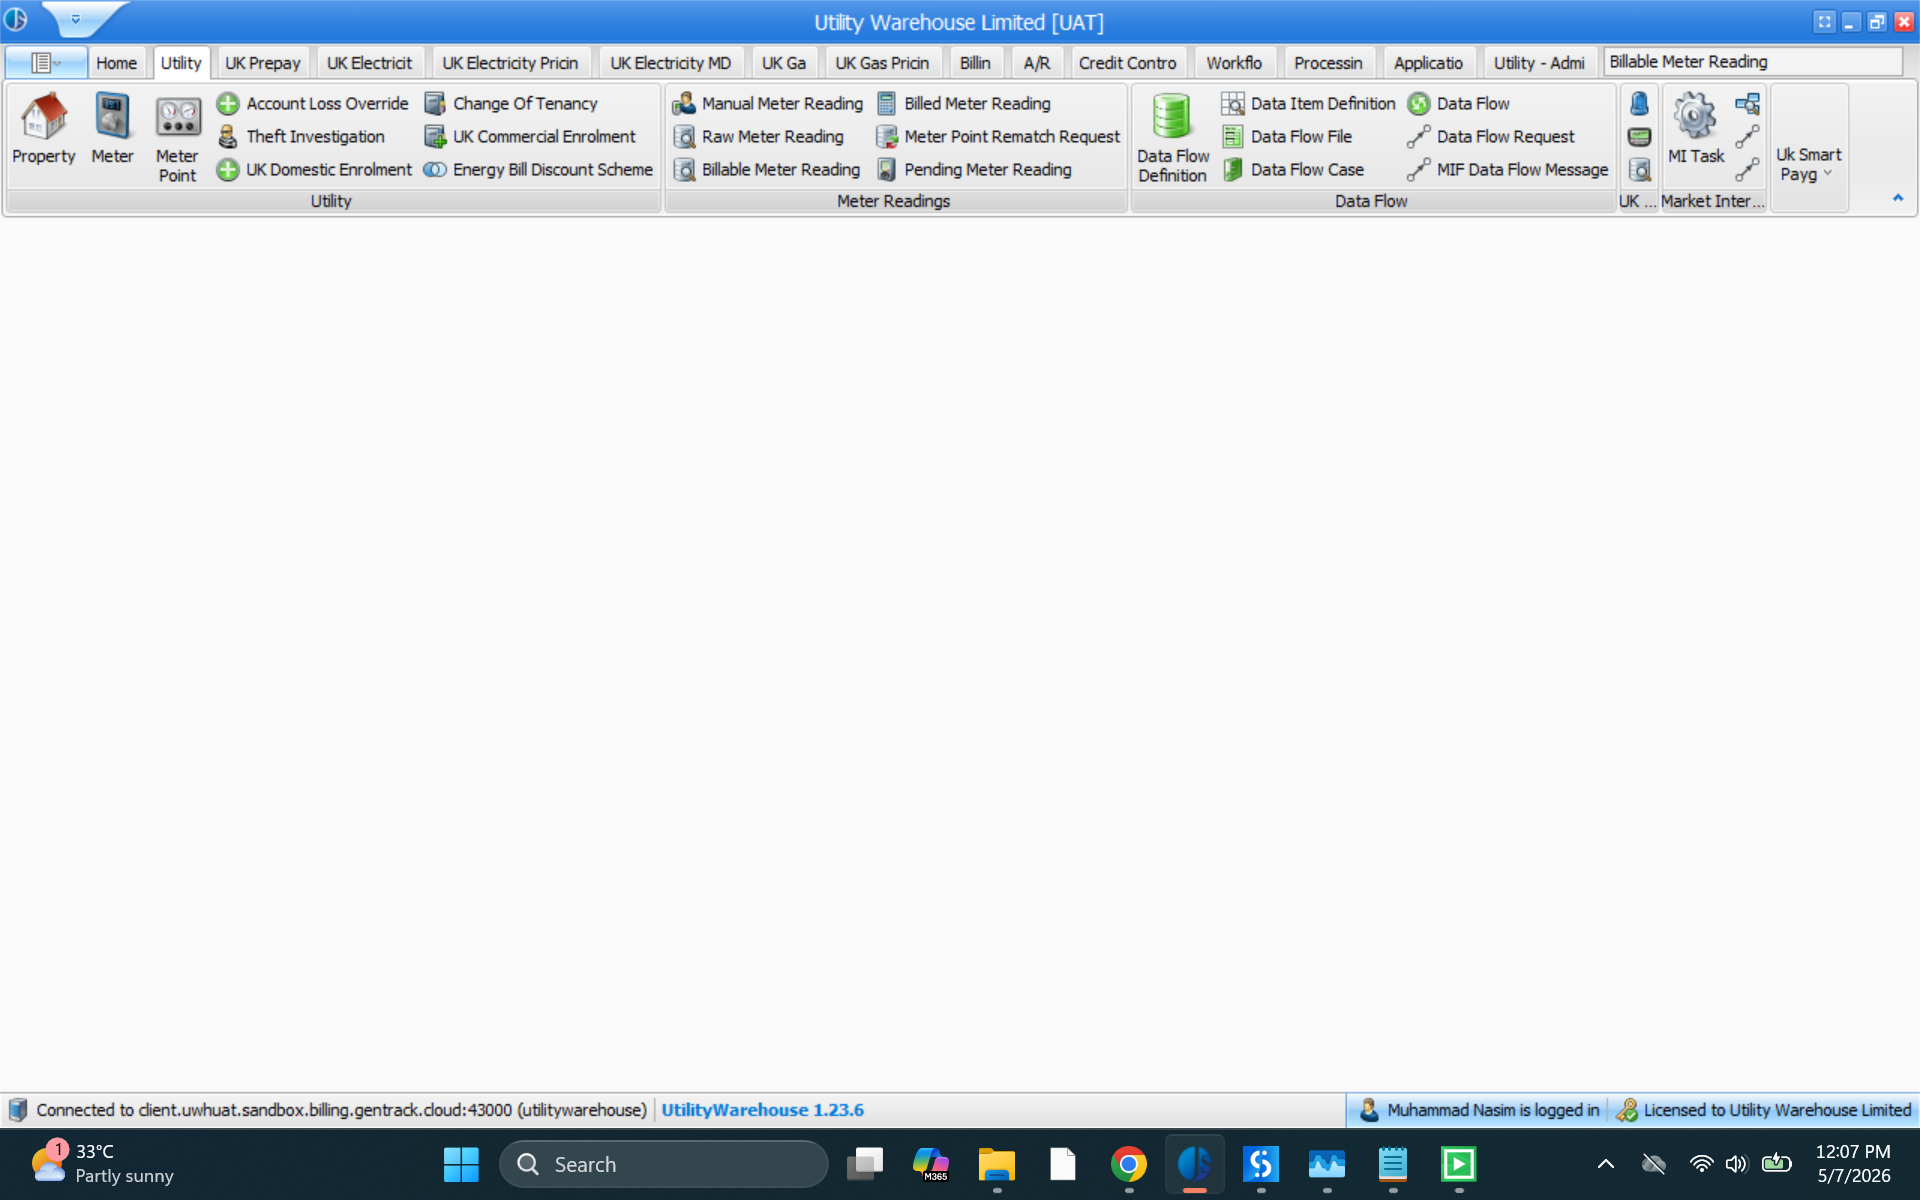 Utility Warehouse Limited [UAT]
Home Utility UK Prepay UK Electricit UK Electricity Pricin UK Electricity MD UK Ga UK Gas Pricin Billin A/R Credit Contro Workflo Processin Applicatio Utility - Admi Billable Meter Reading
Property
Meter
Meter
Point
Account Loss Override
Theft Investigation
UK Domestic Enrolment
Change Of Tenancy
UK Commercial Enrolment
Energy Bill Discount Scheme
Utility
Manual Meter Reading
Raw Meter Reading
Billable Meter Reading
Billed Meter Reading
Meter Point Rematch Request
Pending Meter Reading
Meter Readings
Data Flow
Definition
Data Item Definition
Data Flow File
Data Flow Case
Data Flow
Data Flow Request
MIF Data Flow Message
Data Flow
UK ...
MI Task
Market Inter...
Uk Smart
Payg
Connected to client.uwhuat.sandbox.billing.gentrack.cloud:43000 (utilitywarehouse) UtilityWarehouse 1.23.6 Muhammad Nasim is logged in Licensed to Utility Warehouse Limited
1
33°C
Partly sunny
Search
M365
12:07 PM
5/7/2026